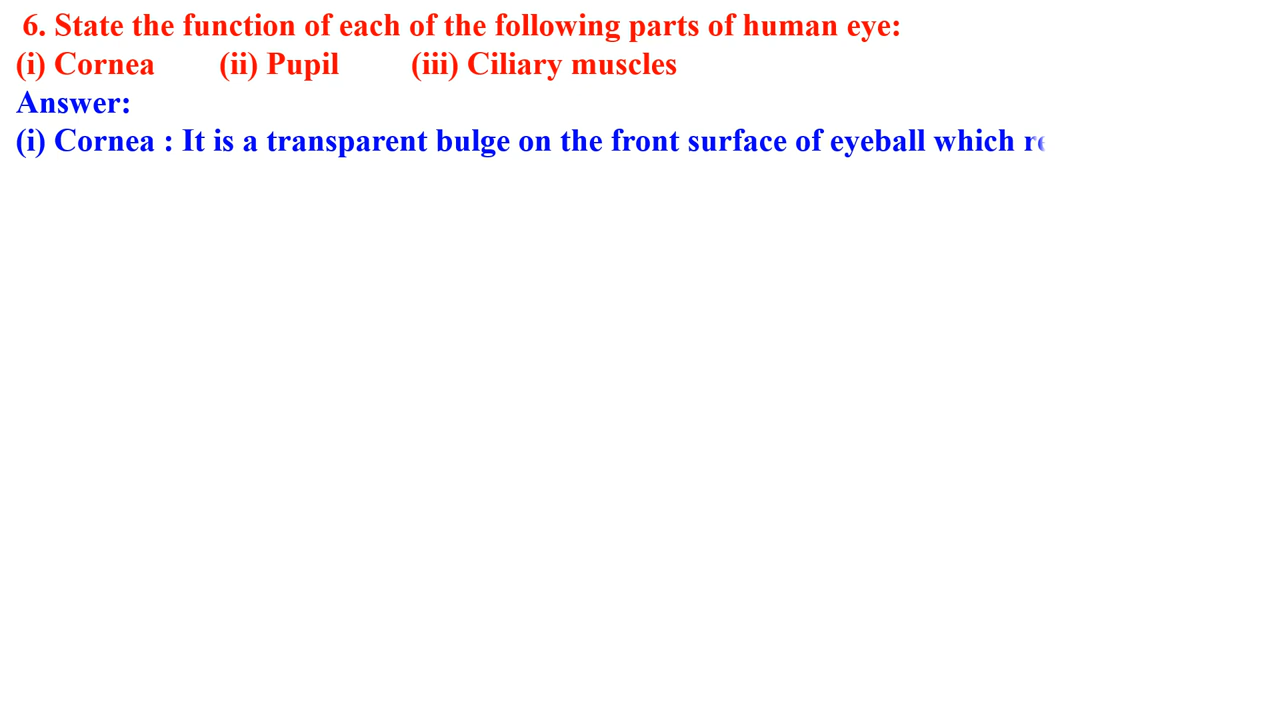 6. State the function of each of the following parts of human eye:
(i) Cornea (ii) Pupil (iii) Ciliary muscles
Answer:
(i) Cornea : It is a transparent bulge on the front surface of eyeball which